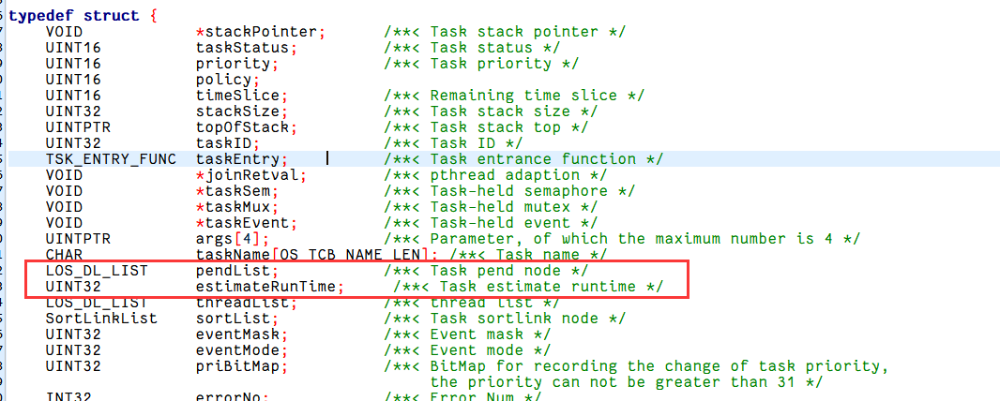 typedef struct {
VOID *stackPointer; /**< Task stack pointer */
UINT16 taskStatus; /**< Task status */
UINT16 priority; /**< Task priority */
UINT16 policy;
UINT16 timeSlice; /**< Remaining time slice */
UINT32 stackSize; /**< Task stack size */
UINTPTR topOfStack; /**< Task stack top */
UINT32 taskID; /**< Task ID */
TSK_ENTRY_FUNC taskEntry; /**< Task entrance function */
VOID *joinRetval; /**< pthread adaption */
VOID *taskSem; /**< Task-held semaphore */
VOID *taskMux; /**< Task-held mutex */
VOID *taskEvent; /**< Task-held event */
UINTPTR args[4]; /**< Parameter, of which the maximum number is 4 */
CHAR taskName[OS_TCB_NAME_LEN]; /**< Task name */
LOS_DL_LIST pendList; /**< Task pend node */
UINT32 estimateRunTime; /**< Task estimate runtime */
LOS_DL_LIST threadList; /**< thread list */
SortLinkList sortList; /**< Task sortlink node */
UINT32 eventMask; /**< Event mask */
UINT32 eventMode; /**< Event mode */
UINT32 priBitMap; /**< BitMap for recording the change of task priority,
the priority can not be greater than 31 */
INT32 errorNo; /**< Error Num */